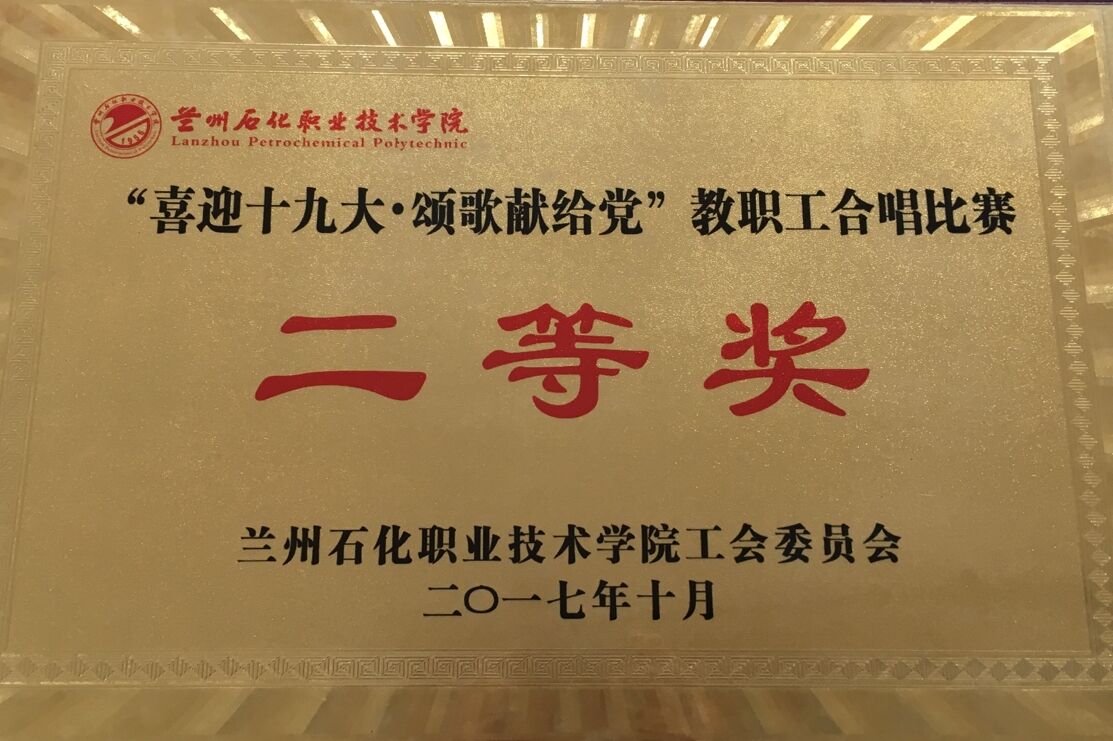 兰州石化职业技术学院
Lanzhou Petrochemical Polytechnic
“喜迎十九大·颂歌献给党”教职工合唱比赛
二等奖
兰州石化职业技术学院工会委员会
二〇一七年十月
1956